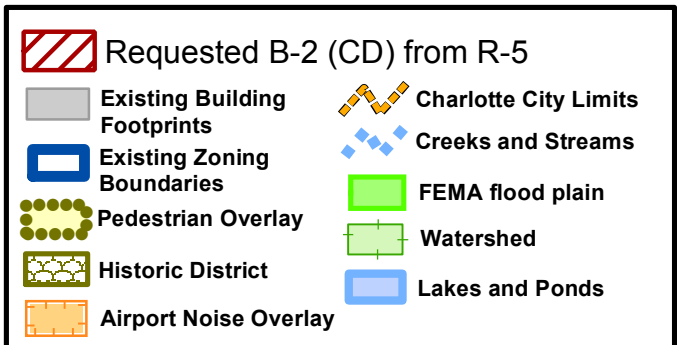 Requested B-2 (CD) from R-5
Existing Building
Footprints
Existing Zoning
Boundaries
Pedestrian Overlay
Historic District
Airport Noise Overlay
Charlotte City Limits
Creeks and Streams
FEMA flood plain
Watershed
Lakes and Ponds